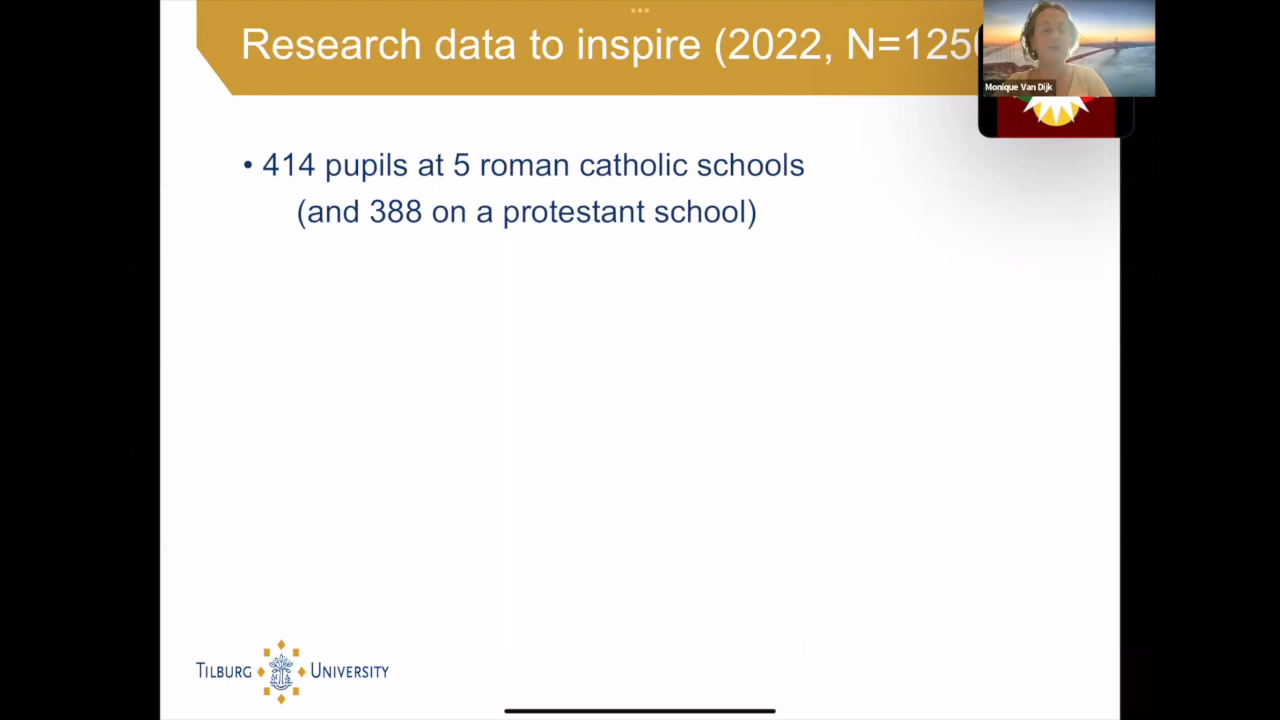 Research data to inspire (2022, N=125
Monique Van Dijk
• 414 pupils at 5 roman catholic schools
(and 388 on a protestant school)
TILBURG UNIVERSITY